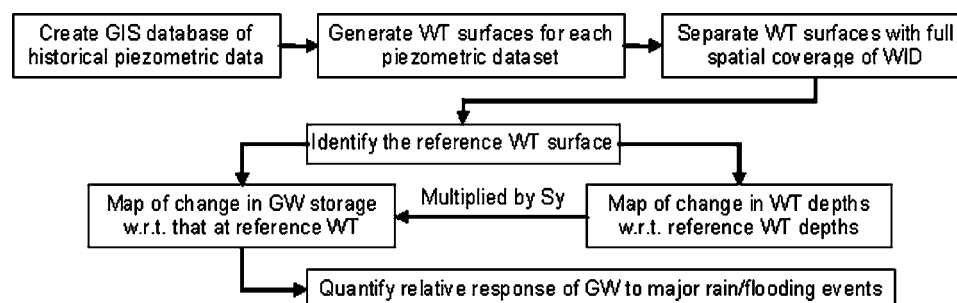 Create GIS database of
historical piezometric data
Generate WT surfaces for each
piezometric dataset
Separate WT surfaces with full
spatial coverage of WID
Identify the reference WT surface
Map of change in GW storage
w.r.t. that at reference WT
Multiplied by Sy
Map of change in WT depths
w.r.t. reference WT depths
Quantify relative response of GW to major rain/flooding events